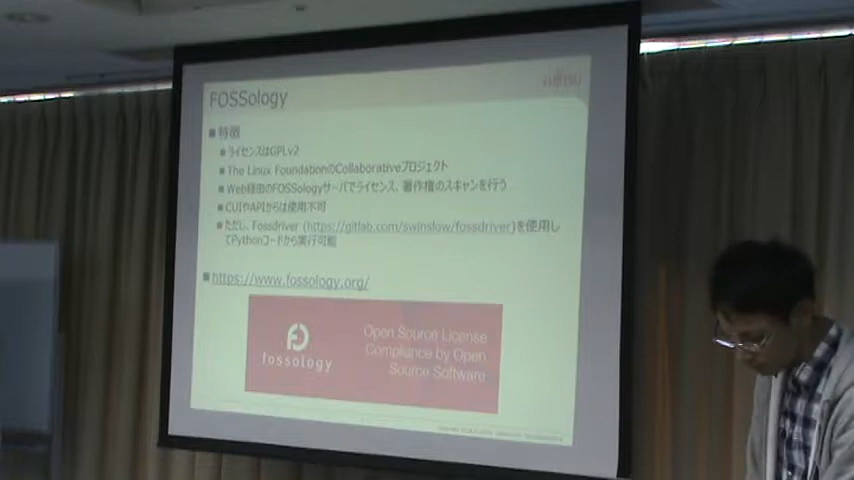 FOSSology
FUJITSU
■特徴
■ライセンスはGPLv2
■The Linux FoundationのCollaborativeプロジェクト
■Web経由のFOSSologyサーバでライセンス、著作権のスキャンを行う
■CUIやAPIからは使用不可
■ただし、Fossdriver (https://gitlab.com/swinslow/fossdriver)を使用し
てPythonコードから実行可能
■https://www.fossology.org/
fossology
Open Source License
Compliance by Open
Source Software